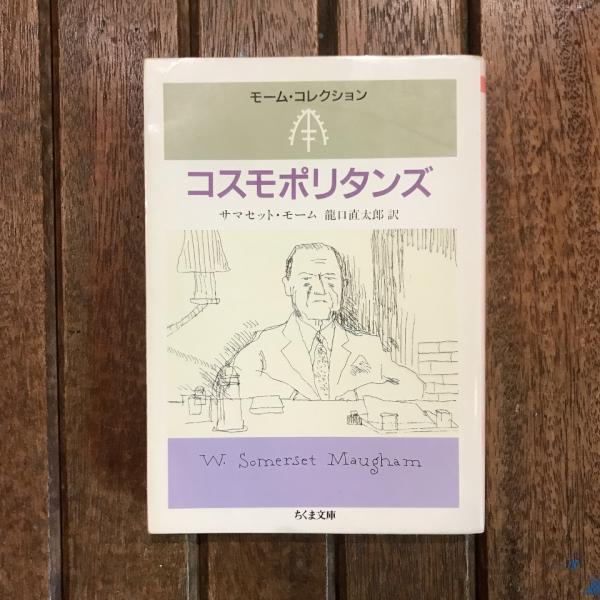 モーム・コレクション
コスモポリタンズ
サマセット・モーム 龍口直太郎 訳
W. Somerset Maugham
ちくま文庫